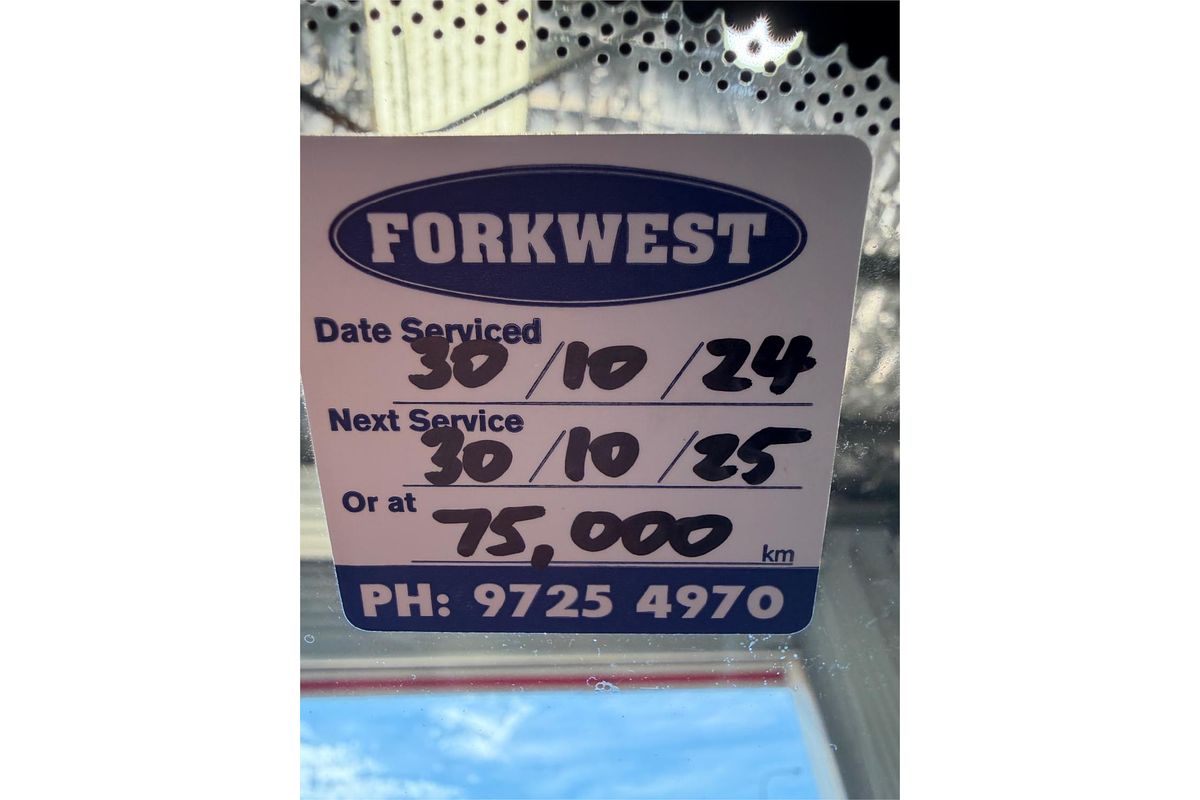 FORKWEST
Date Serviced
30/10/24
Next Service
30/10/25
Or at
75,000 km
PH: 9725 4970